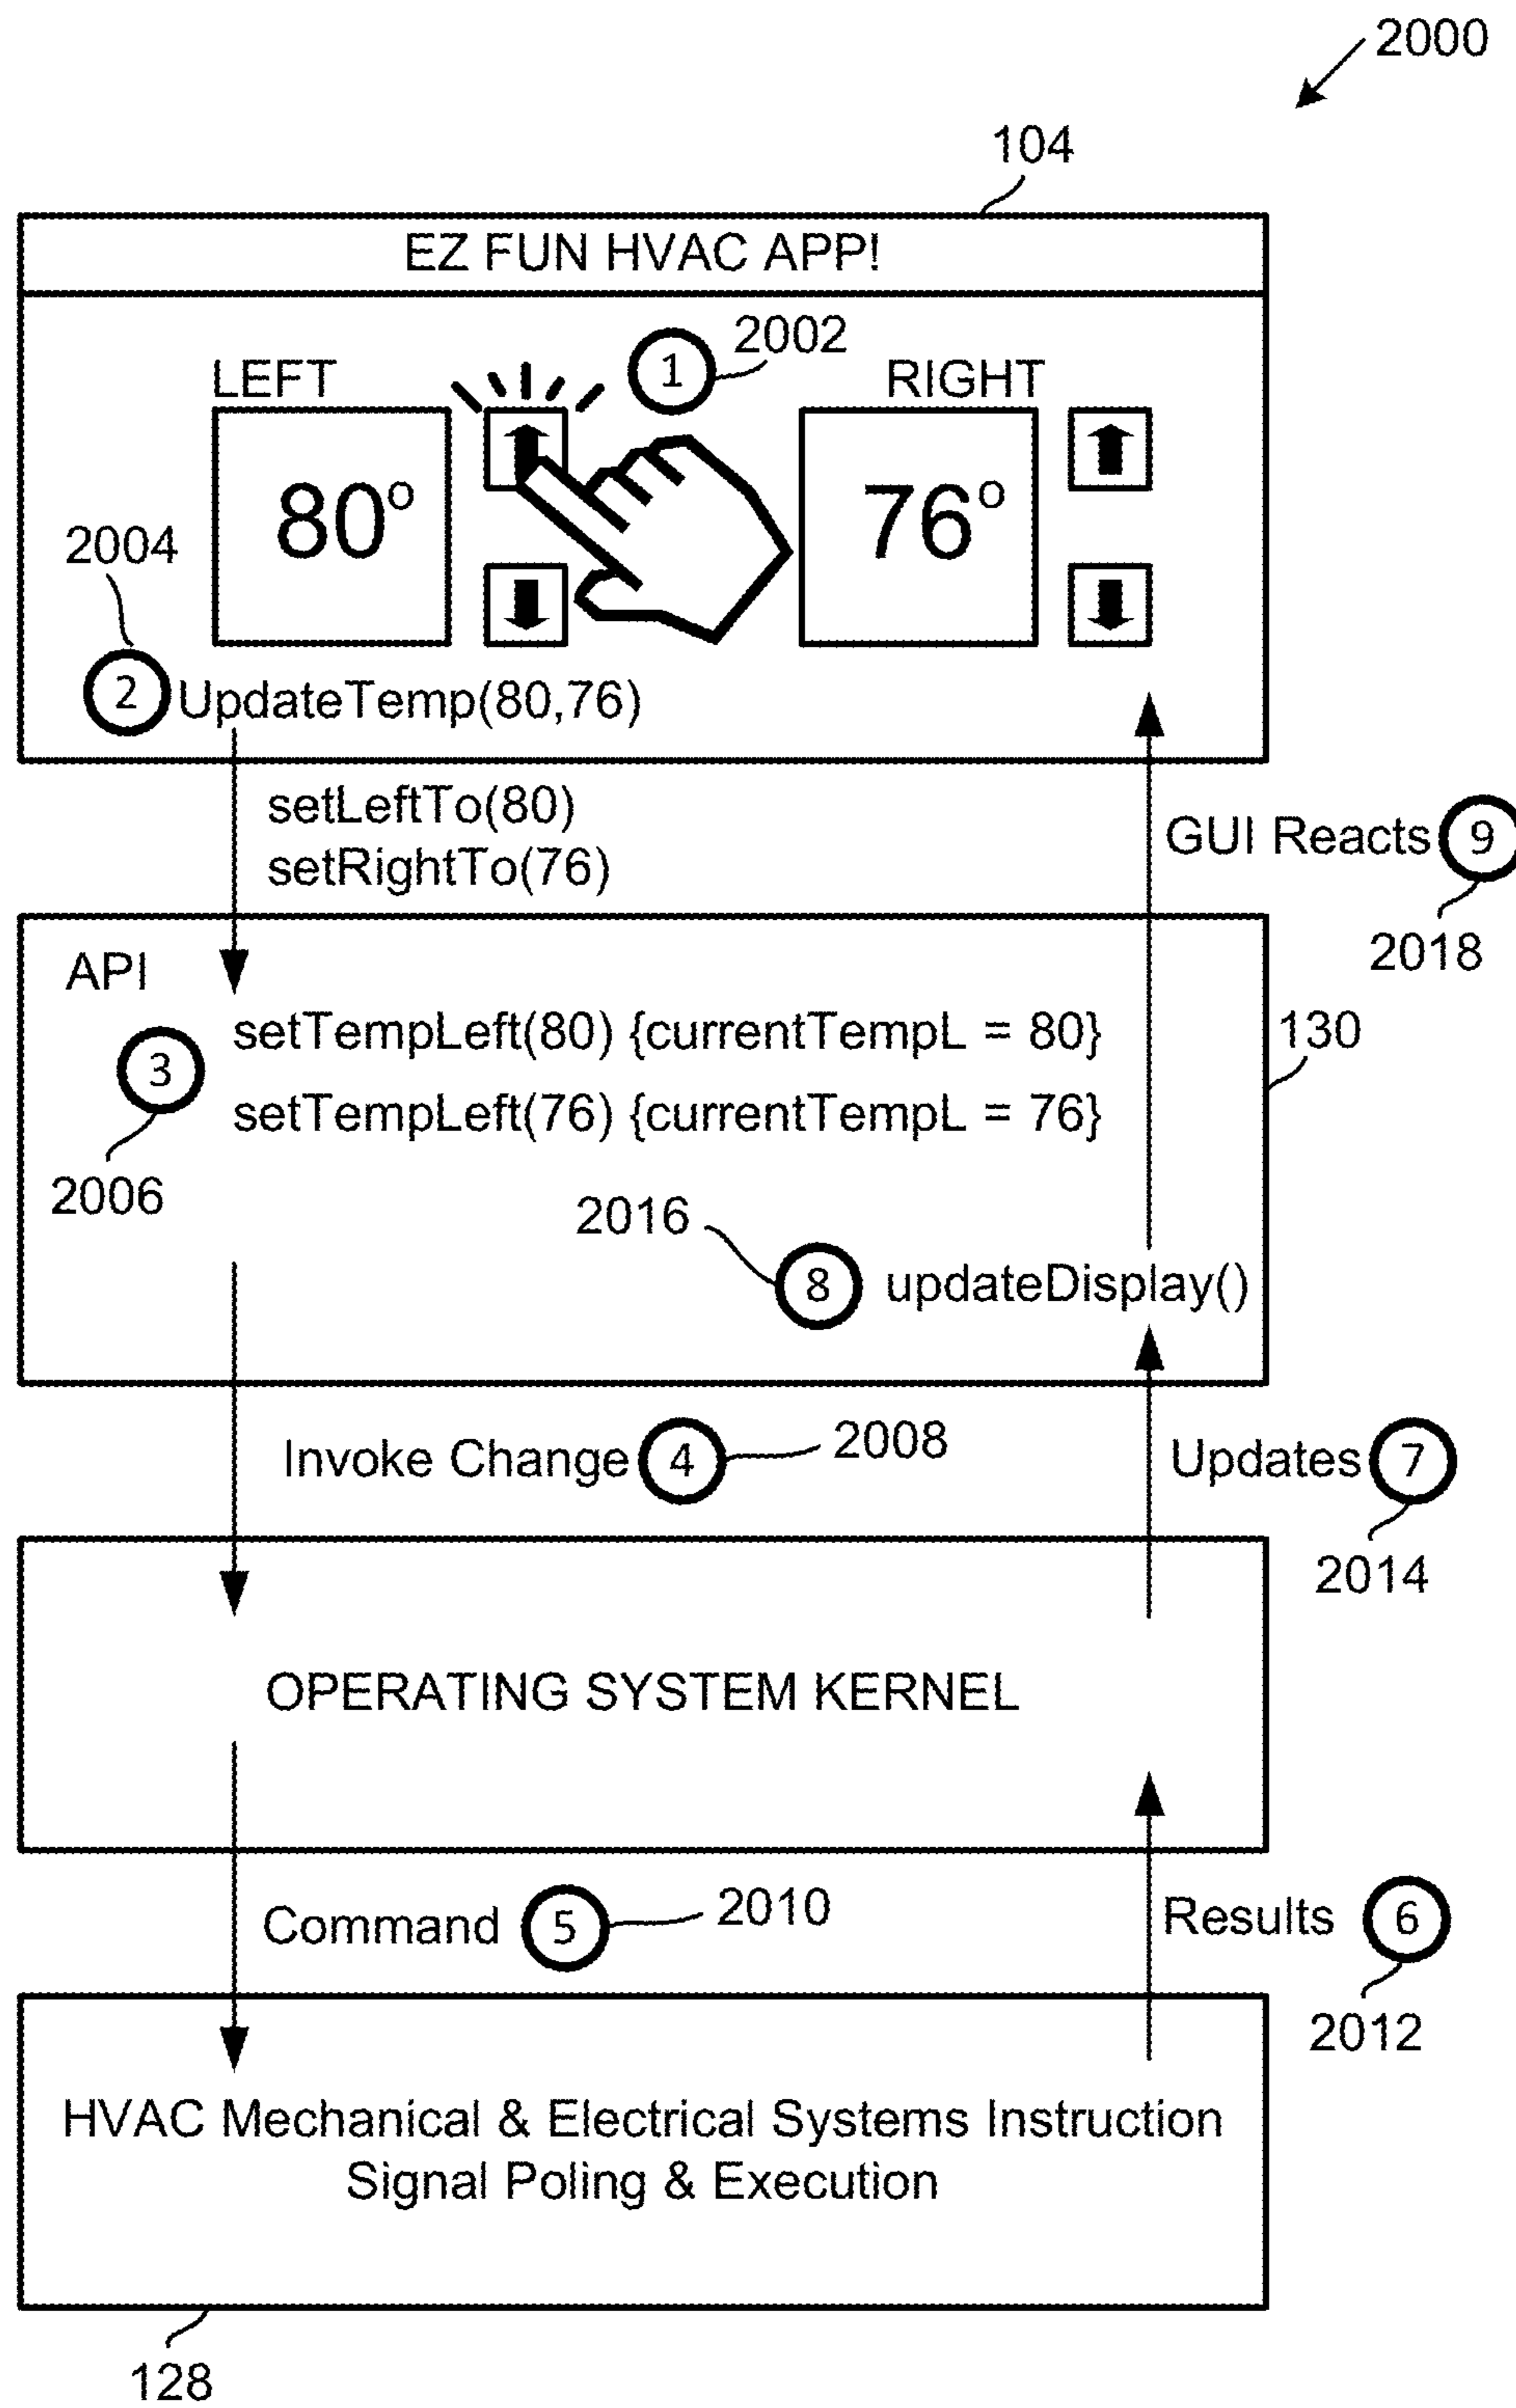 2000
104
EZ FUN HVAC APP!
1 2002
LEFT
RIGHT
80°
76°
2004
2 UpdateTemp(80,76)
setLeftTo(80)
setRightTo(76)
GUI Reacts 9
2018
API
130
3
setTempLeft(80) {currentTempL = 80}
setTempLeft(76) {currentTempL = 76}
2006
2016
8 updateDisplay()
Invoke Change 4 2008
Updates 7
2014
OPERATING SYSTEM KERNEL
Command 5 2010
Results 6
2012
HVAC Mechanical & Electrical Systems Instruction
Signal Poling & Execution
128